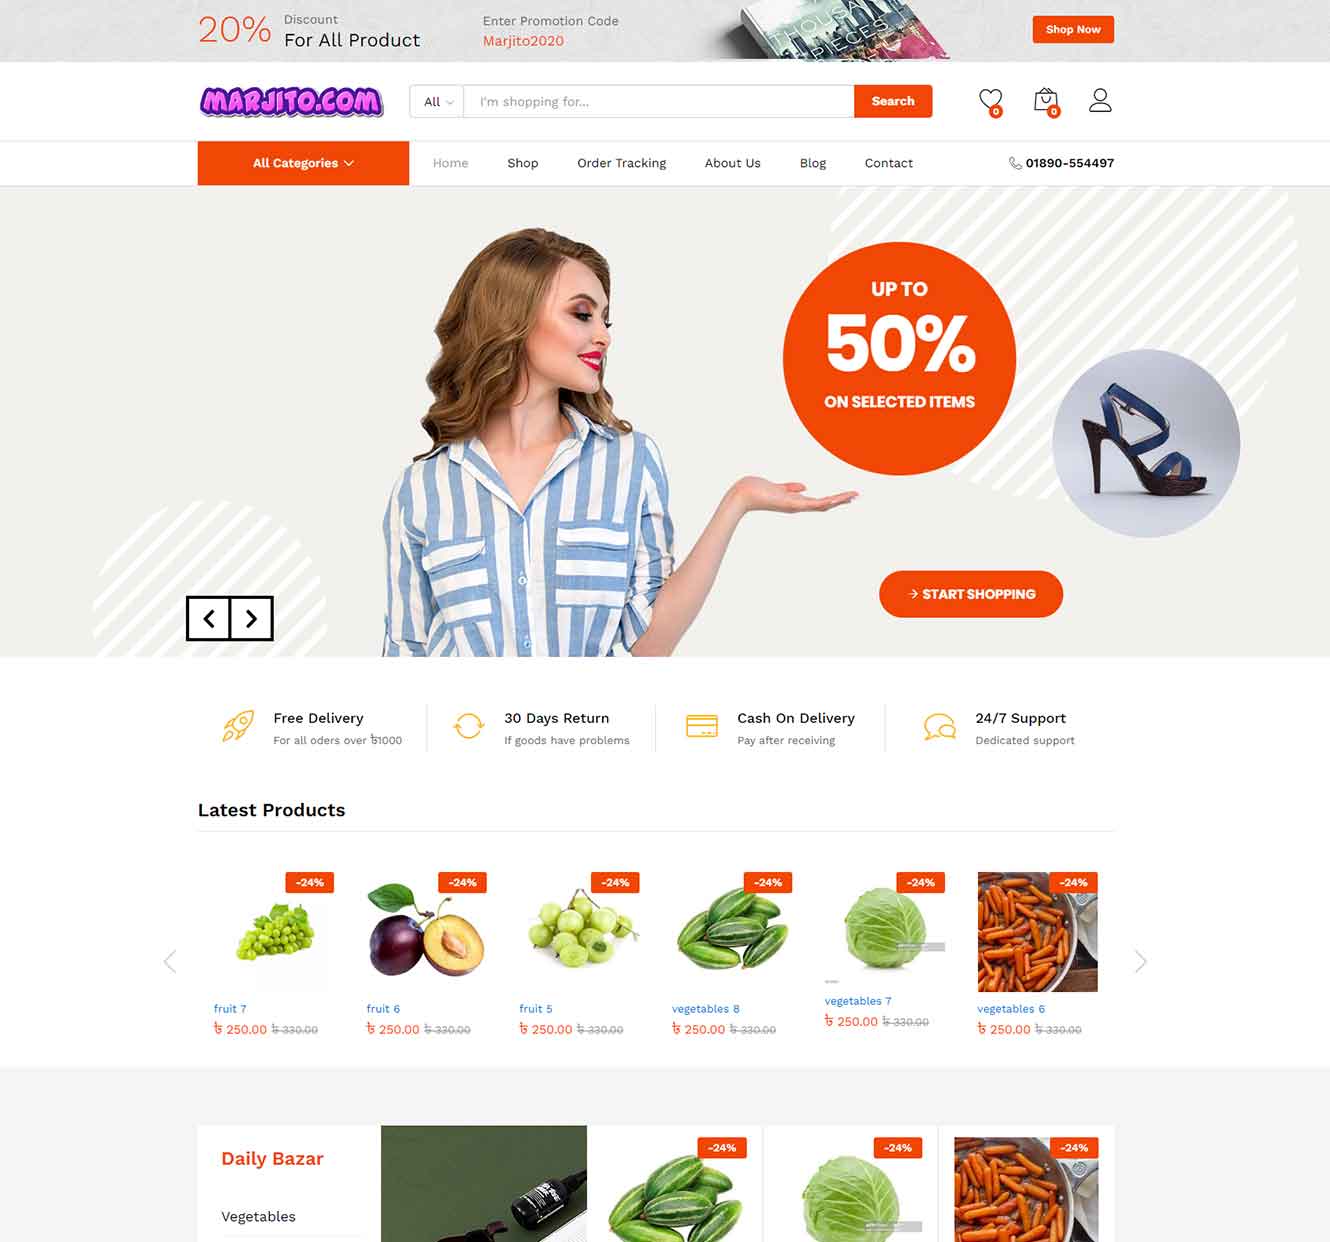 20%
Discount
For All Product
Enter Promotion Code
Marjito2020
THOUSAND
PIECES
Shop Now
MARJITO.COM
All
I'm shopping for...
Search
0
0
All Categories
Home
Shop
Order Tracking
About Us
Blog
Contact
01890-554497
UP TO
50%
ON SELECTED ITEMS
START SHOPPING
Free Delivery
For all oders over ৳1000
30 Days Return
If goods have problems
Cash On Delivery
Pay after receiving
24/7 Support
Dedicated support
Latest Products
-24%
-24%
-24%
-24%
-24%
-24%
fruit 7
৳ 250.00 ৳ 330.00
fruit 6
৳ 250.00 ৳ 330.00
fruit 5
৳ 250.00 ৳ 330.00
vegetables 8
৳ 250.00 ৳ 330.00
vegetables 7
৳ 250.00 ৳ 330.00
vegetables 6
৳ 250.00 ৳ 330.00
Daily Bazar
Vegetables
-24%
-24%
-24%